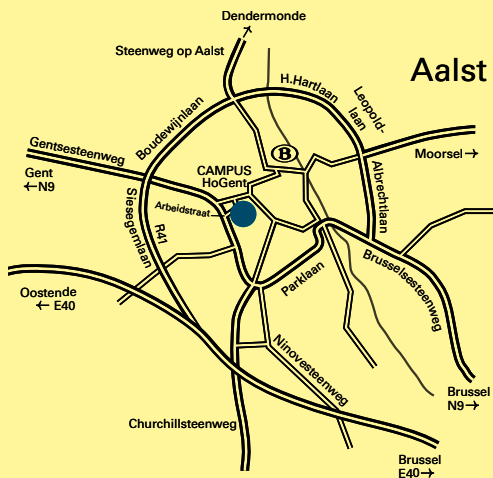 Dendermonde
Steenweg op Aalst
Aalst
H.Hartlaan
Leopold-
laan
Boudewijnlaan
Gentsesteenweg
B
Moorsel →
CAMPUS
HoGent
Gent
← N9
Albrechtlaan
Arbeidstraat
Siesegemlaan
R41
Brusselsesteenweg
Parklaan
Oostende
← E40
Ninovesteenweg
Brussel
N9 →
Churchillsteenweg
Brussel
E40 →